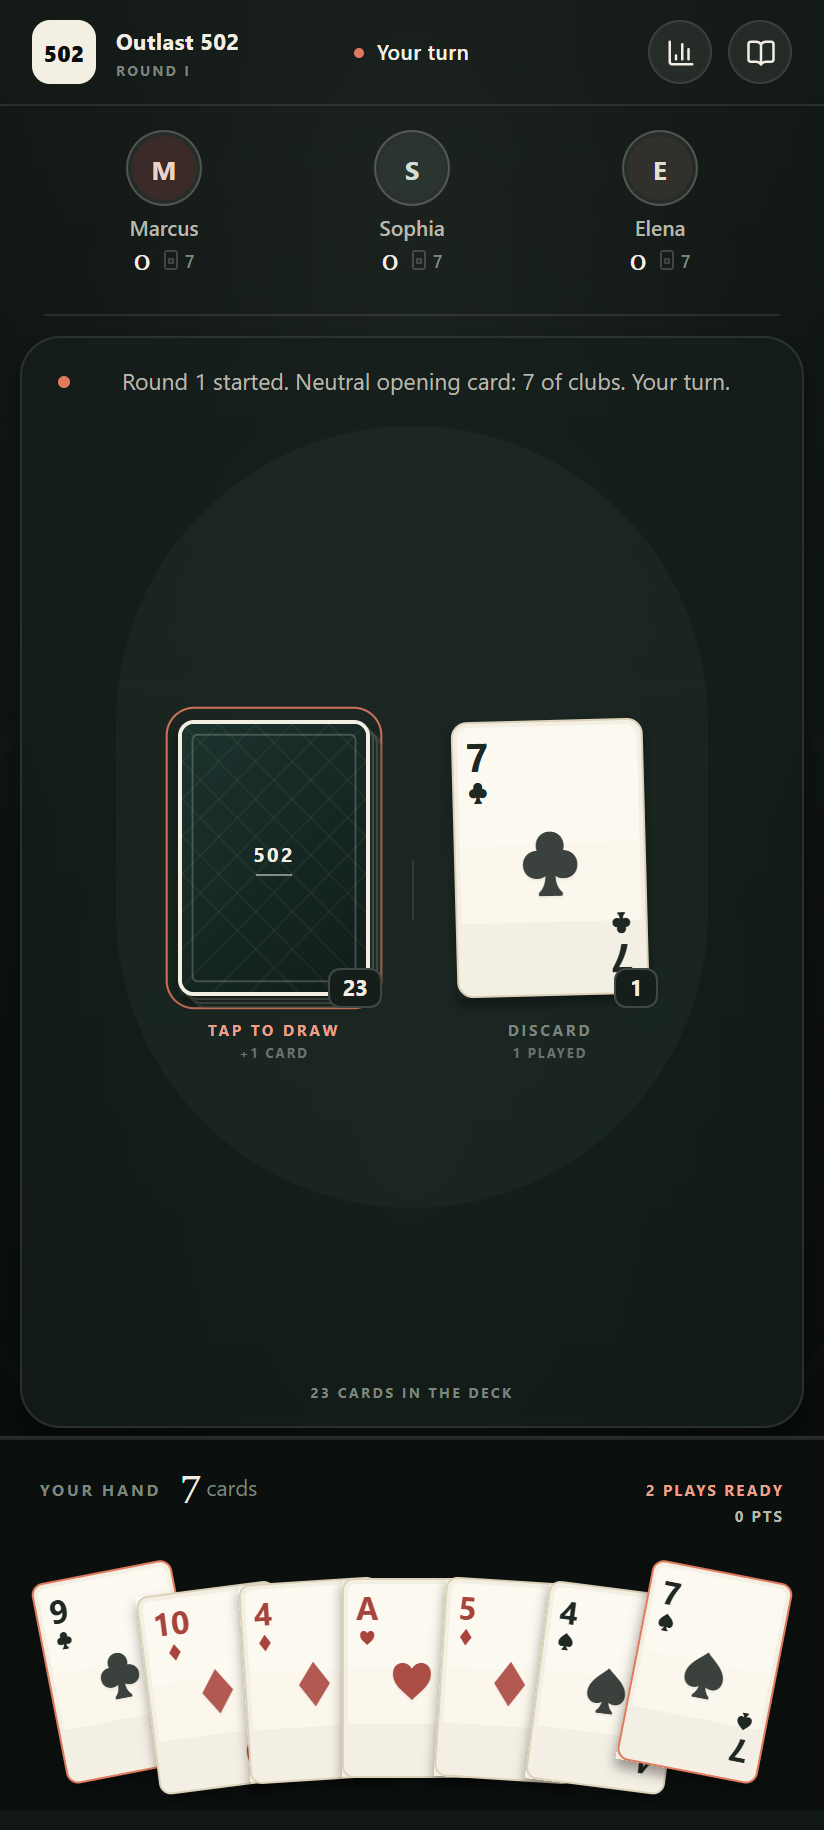 502
Outlast 502
ROUND I
Your turn
M
S
E
Marcus
Sophia
Elena
0 7
0 7
0 7
Round 1 started. Neutral opening card: 7 of clubs. Your turn.
7
502
7
23
1
TAP TO DRAW
+1 CARD
DISCARD
1 PLAYED
23 CARDS IN THE DECK
YOUR HAND 7 cards
2 PLAYS READY
0 PTS
9
10
4
A
5
4
7
7